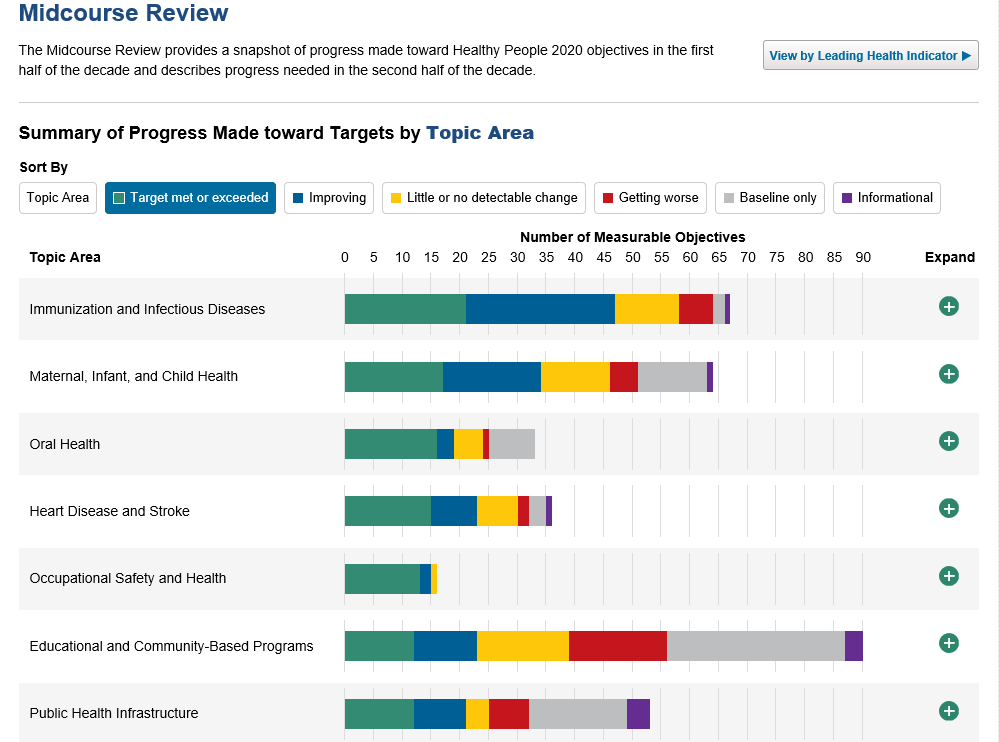 Midcourse Review
The Midcourse Review provides a snapshot of progress made toward Healthy People 2020 objectives in the first
half of the decade and describes progress needed in the second half of the decade.
View by Leading Health Indicator ▶
Summary of Progress Made toward Targets by Topic Area
Sort By
Topic Area Target met or exceeded Improving Little or no detectable change Getting worse Baseline only Informational
Number of Measurable Objectives
Topic Area 0 5 10 15 20 25 30 35 40 45 50 55 60 65 70 75 80 85 90 Expand
Immunization and Infectious Diseases
Maternal, Infant, and Child Health
Oral Health
Heart Disease and Stroke
Occupational Safety and Health
Educational and Community-Based Programs
Public Health Infrastructure